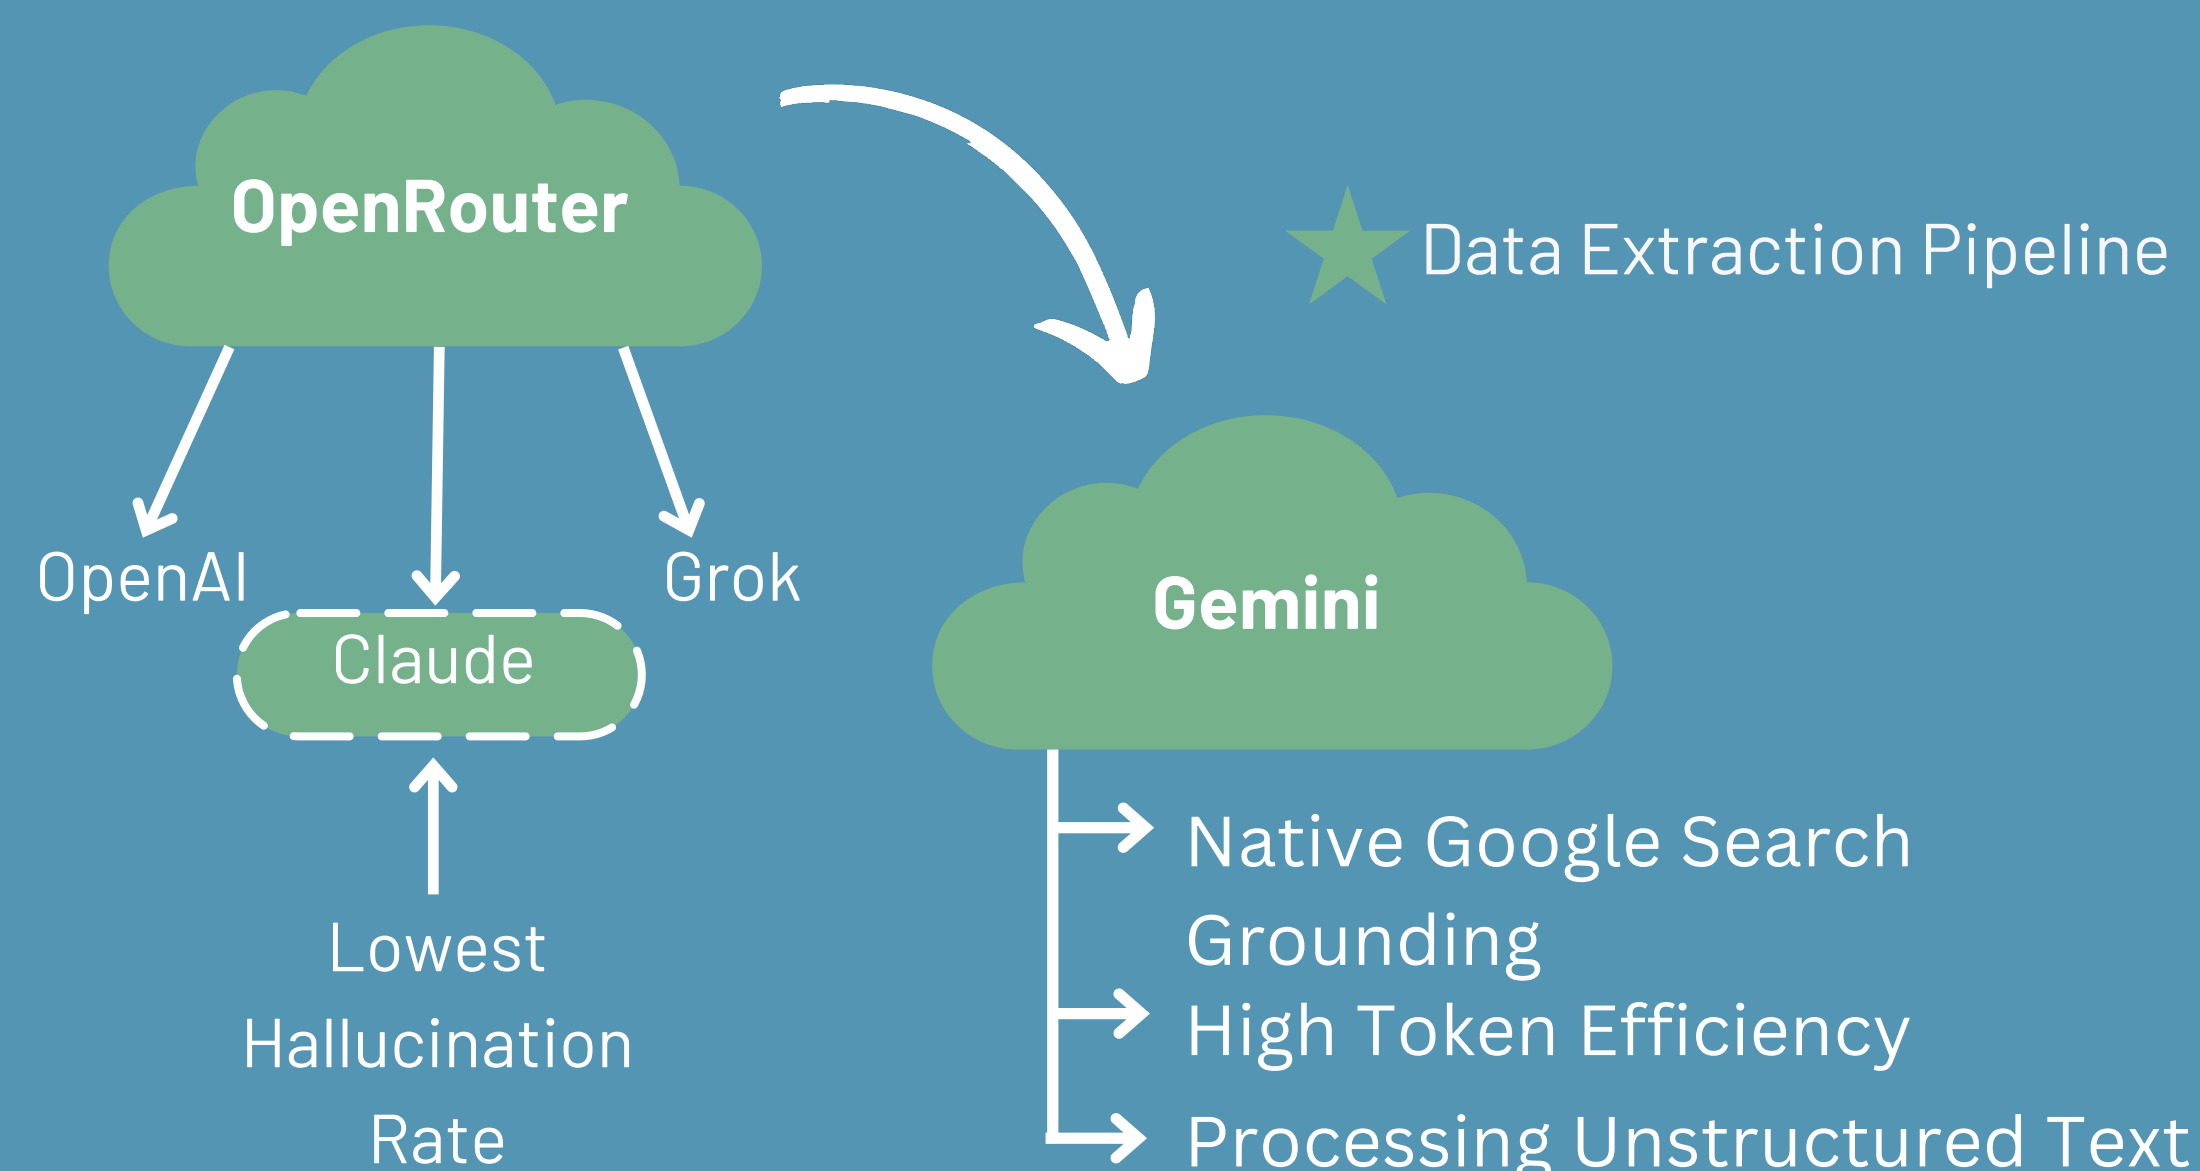 OpenRouter
Data Extraction Pipeline
OpenAI
Grok
Claude
Lowest
Hallucination
Rate
Gemini
Native Google Search
Grounding
High Token Efficiency
Processing Unstructured Text